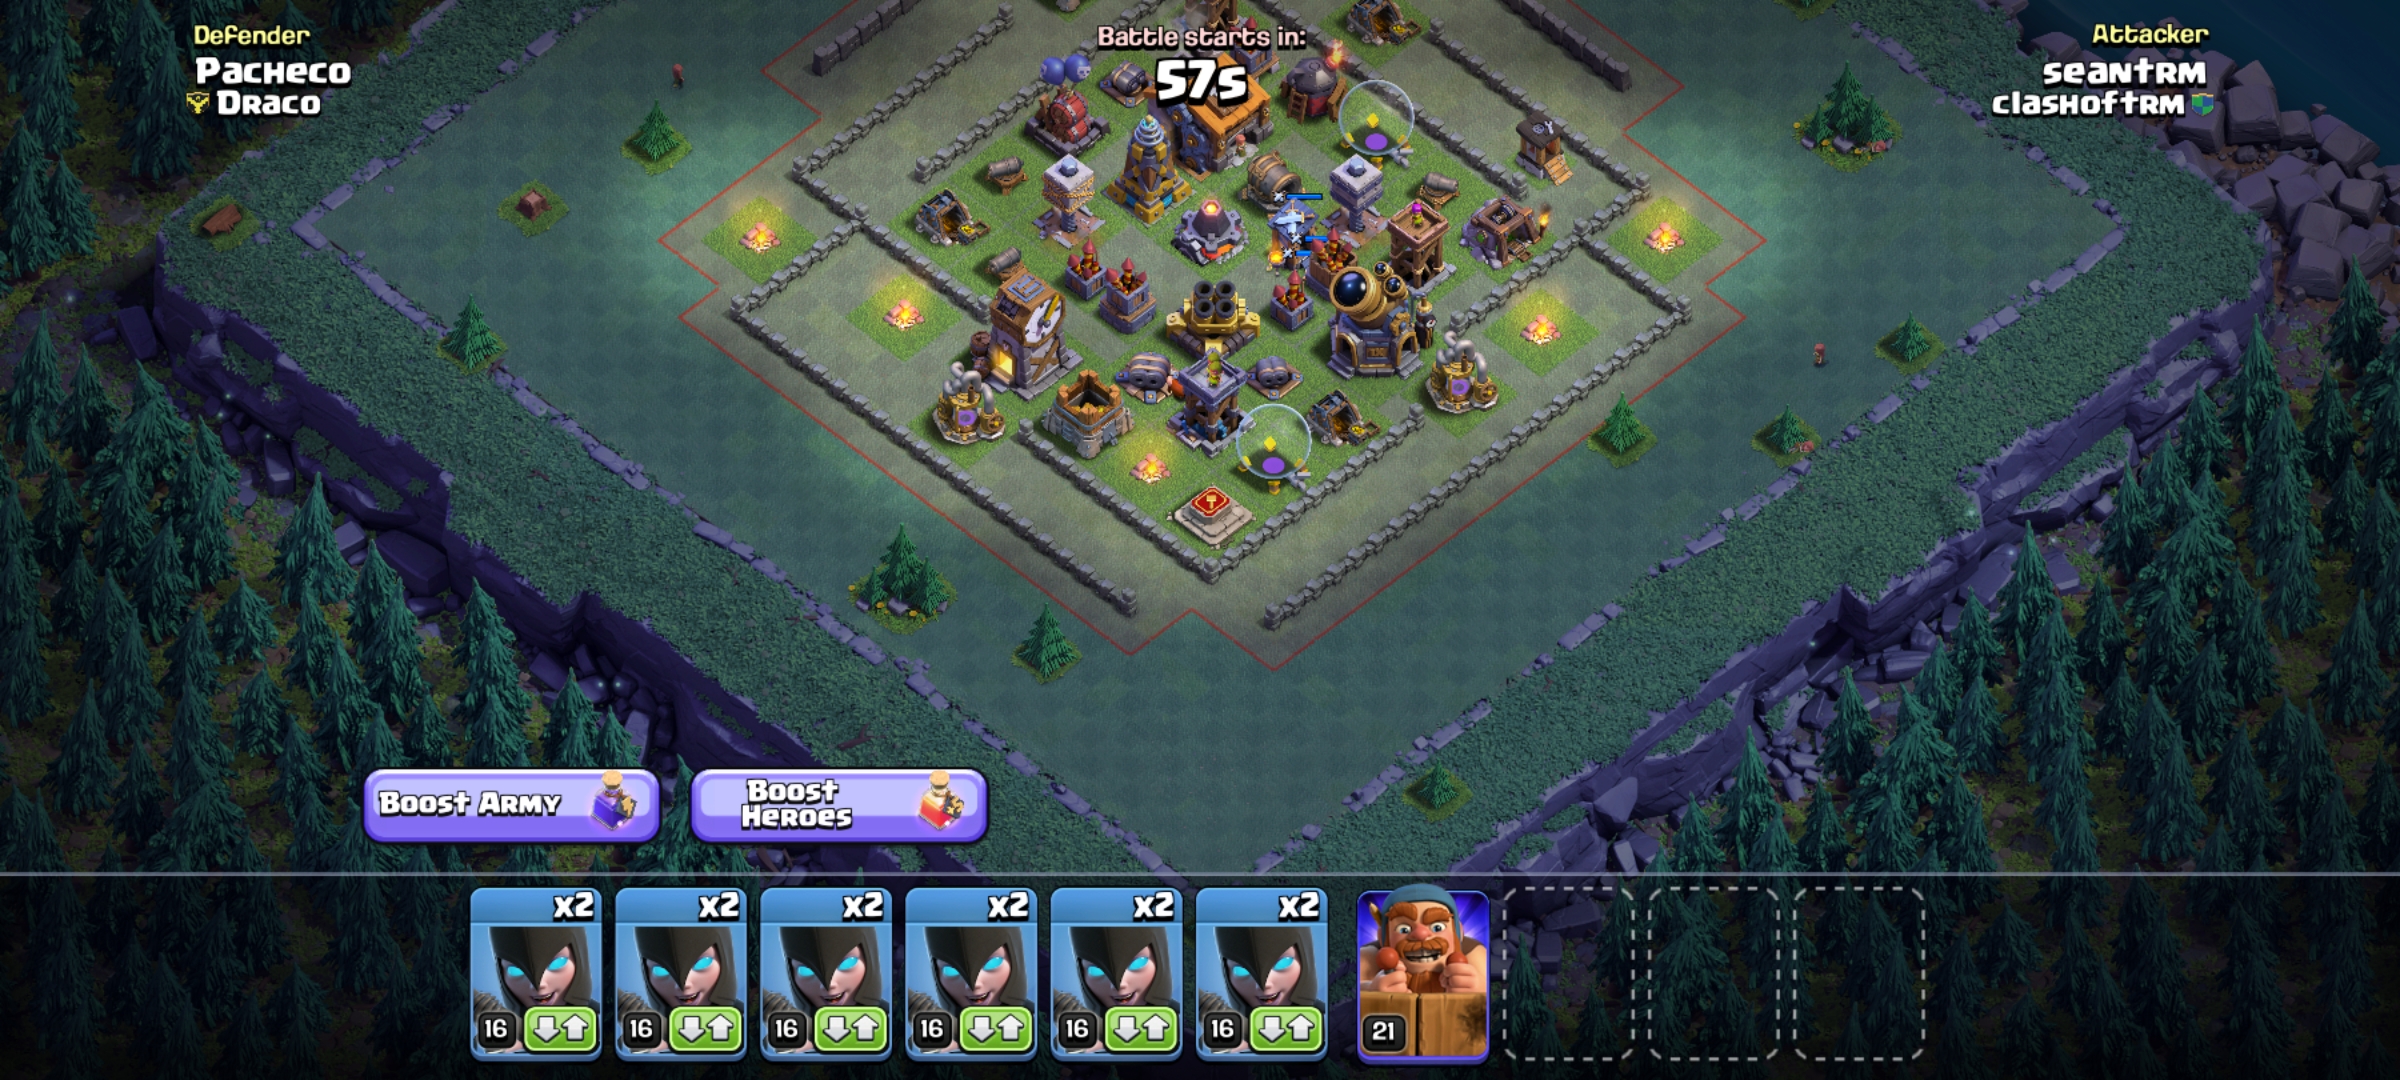 Defender
Pacheco
Draco
Battle starts in:
57s
Attacker
seantRM
clashoftRM
Boost Army
Boost Heroes
x2
x2
x2
x2
x2
x2
16
16
16
16
16
16
21